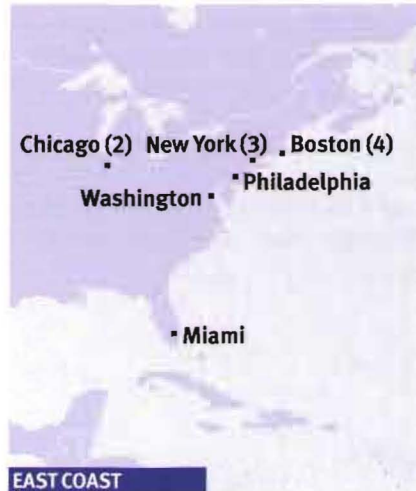 Chicago (2) New York (3) Boston (4)
Philadelphia
Washington
Miami
EAST COAST